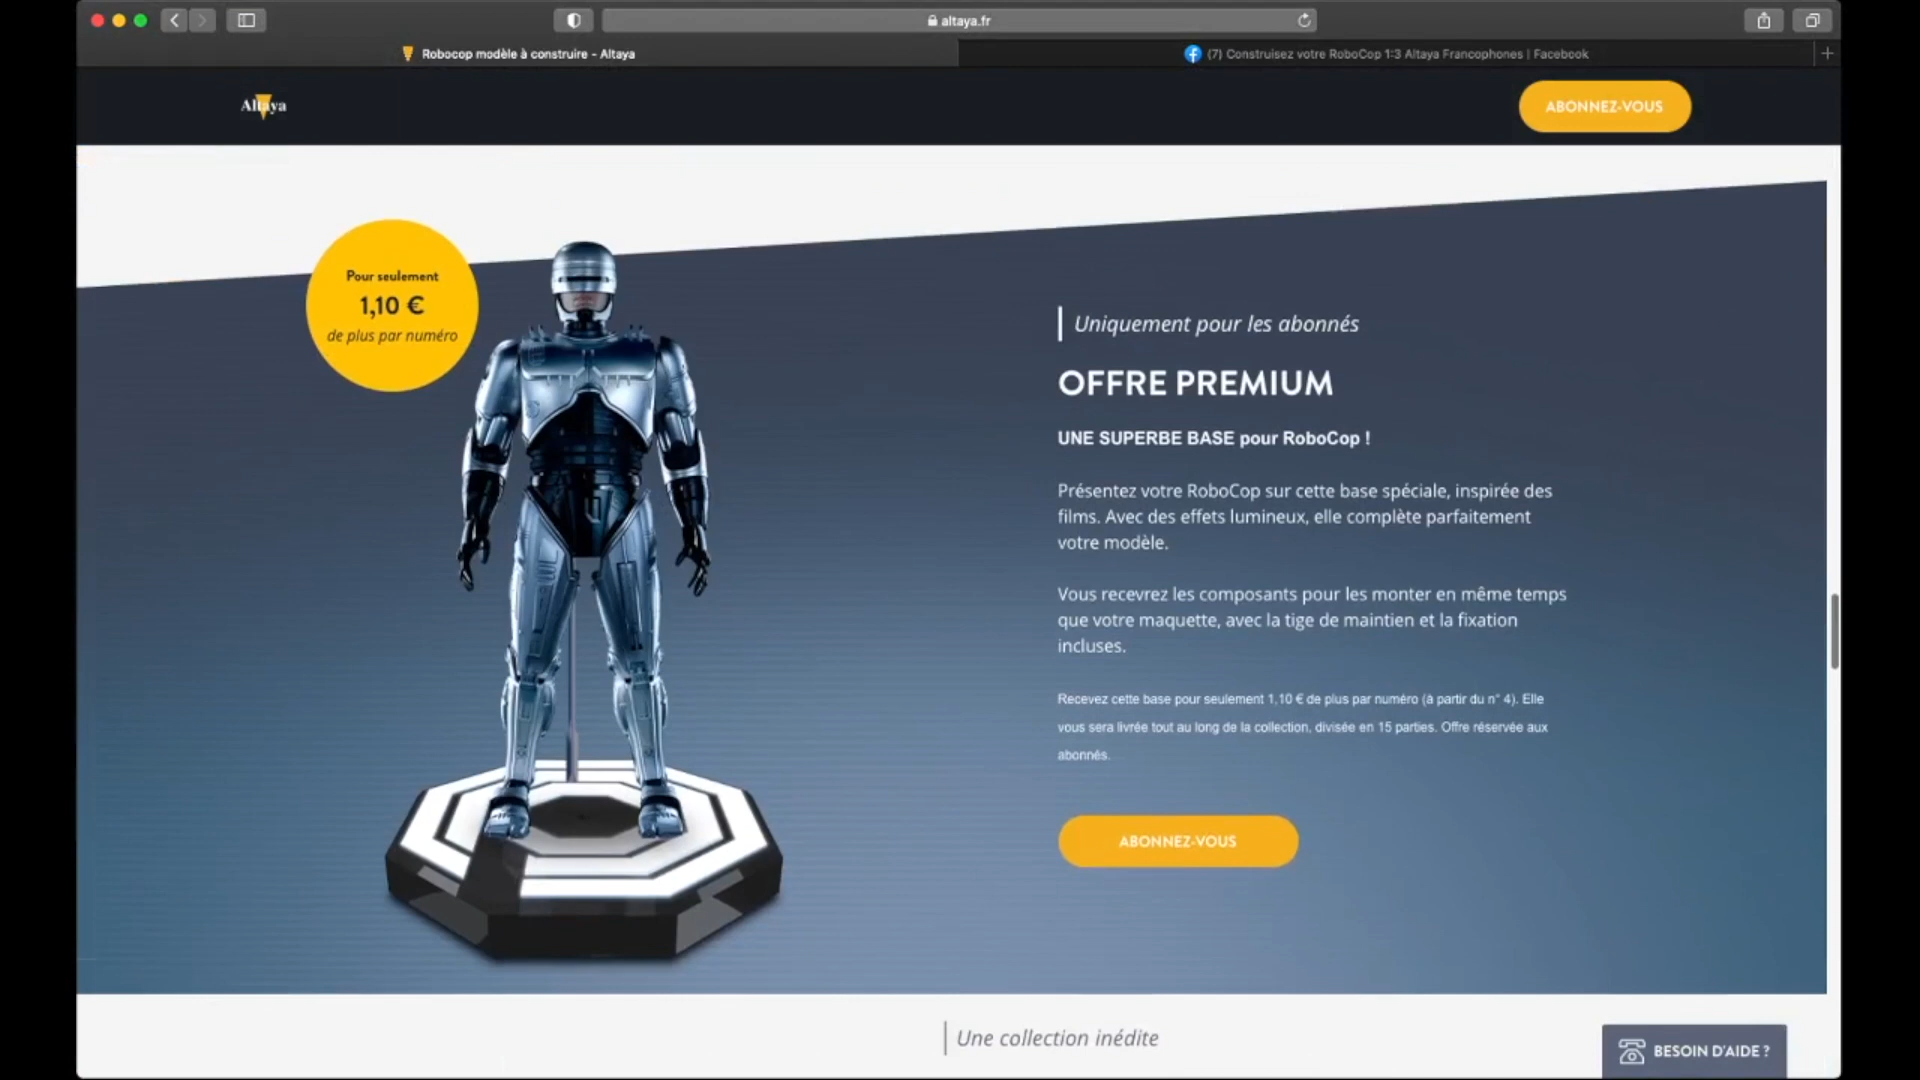 altaya.fr
Robocop modèle à construire - Altaya
(7) Construisez votre RoboCop 1:3 Altaya Francophones | Facebook
Altaya
ABONNEZ-VOUS
Pour seulement
1,10 €
de plus par numéro
Uniquement pour les abonnés
OFFRE PREMIUM
UNE SUPERBE BASE pour RoboCop !
Présentez votre RoboCop sur cette base spéciale, inspirée des
films. Avec des effets lumineux, elle complète parfaitement
votre modèle.
Vous recevrez les composants pour les monter en même temps
que votre maquette, avec la tige de maintien et la fixation
incluses.
Recevez cette base pour seulement 1,10 € de plus par numéro (à partir du n° 4). Elle
vous sera livrée tout au long de la collection, divisée en 15 parties. Offre réservée aux
abonnés.
ABONNEZ-VOUS
Une collection inédite
BESOIN D'AIDE ?